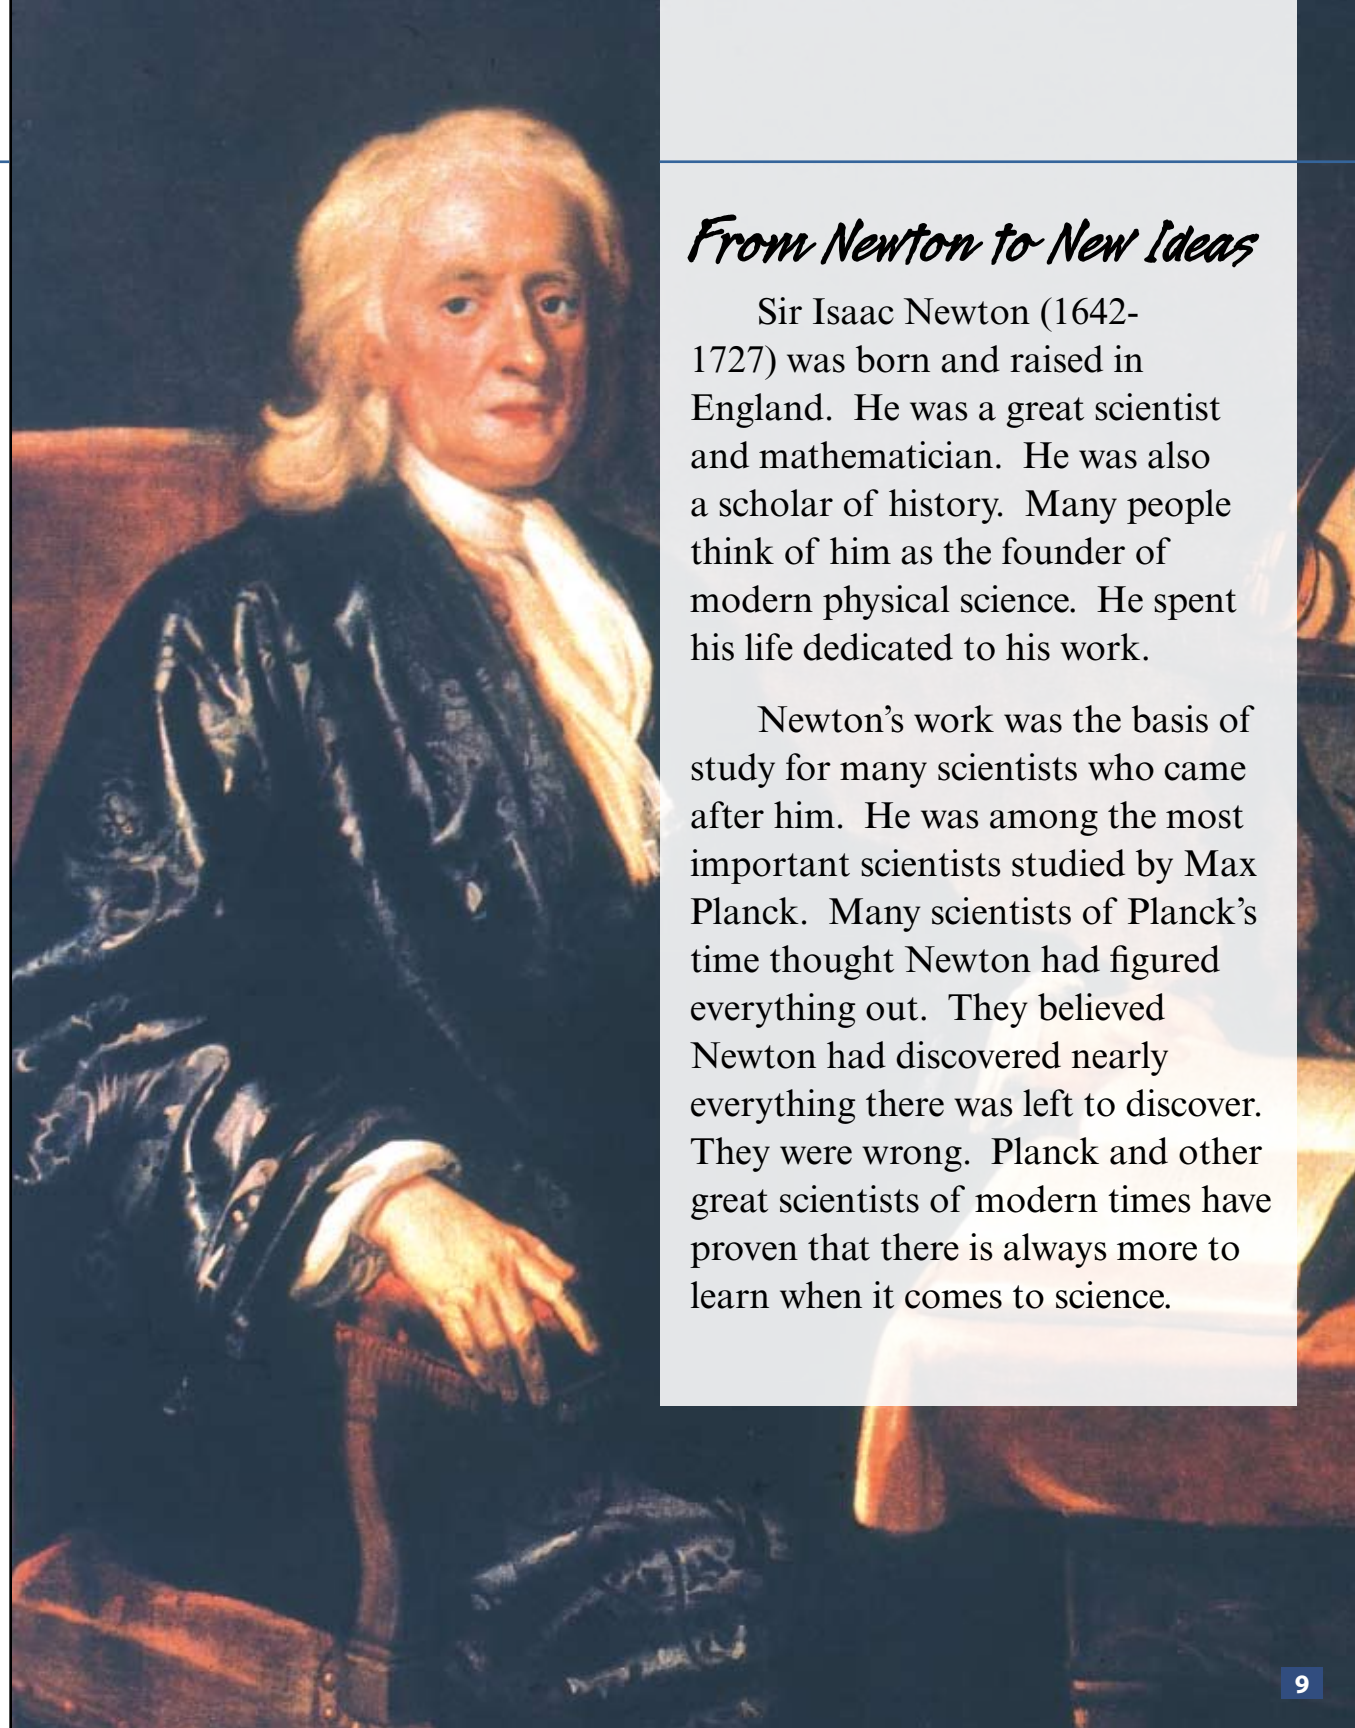 From Newton to New Ideas
Sir Isaac Newton (1642-
1727) was born and raised in
England.  He was a great scientist
and mathematician.  He was also
a scholar of history.  Many people
think of him as the founder of
modern physical science.  He spent
his life dedicated to his work.
Newton’s work was the basis of
study for many scientists who came
after him.  He was among the most
important scientists studied by Max
Planck.  Many scientists of Planck’s
time thought Newton had figured
everything out.  They believed
Newton had discovered nearly
everything there was left to discover.
They were wrong.  Planck and other
great scientists of modern times have
proven that there is always more to
learn when it comes to science.
9